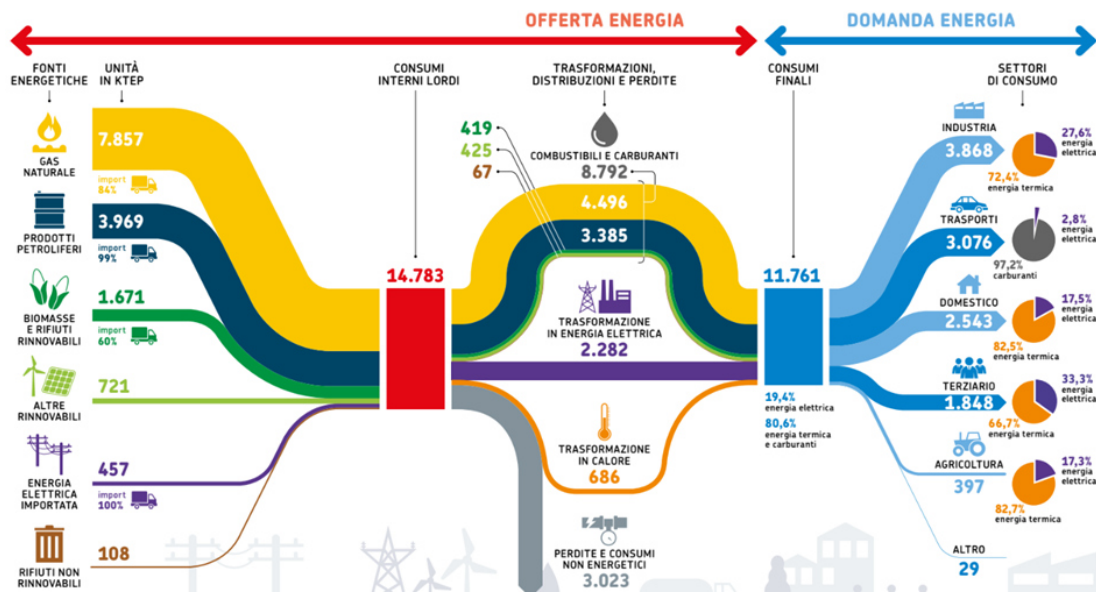 OFFERTA ENERGIA
DOMANDA ENERGIA
FONTI
ENERGETICHE
UNITÀ
IN KTEP
CONSUMI
INTERNI LORDI
TRASFORMAZIONI,
DISTRIBUZIONI E PERDITE
CONSUMI
FINALI
SETTORI
DI CONSUMO
GAS
NATURALE
7.857
import
84%
PRODOTTI
PETROLIFERI
3.969
import
99%
BIOMASSE
E RIFIUTI
RINNOVABILI
1.671
import
60%
ALTRE
RINNOVABILI
721
ENERGIA
ELETTRICA
IMPORTATA
457
import
100%
RIFIUTI NON
RINNOVABILI
108
14.783
419
425
67
COMBUSTIBILI E CARBURANTI
8.792
4.496
3.385
TRASFORMAZIONE
IN ENERGIA ELETTRICA
2.282
TRASFORMAZIONE
IN CALORE
686
PERDITE E CONSUMI
NON ENERGETICI
3.023
11.761
19,4%
energia elettrica
80,6%
energia termica
e carburanti
INDUSTRIA
3.868
27,6%
energia
elettrica
72,4%
energia termica
TRASPORTI
3.076
2,8%
energia
elettrica
97,2%
carburanti
DOMESTICO
2.543
17,5%
energia
elettrica
82,5%
energia termica
TERZIARIO
1.848
33,3%
energia
elettrica
66,7%
energia termica
AGRICOLTURA
397
17,3%
energia
elettrica
82,7%
energia termica
ALTRO
29